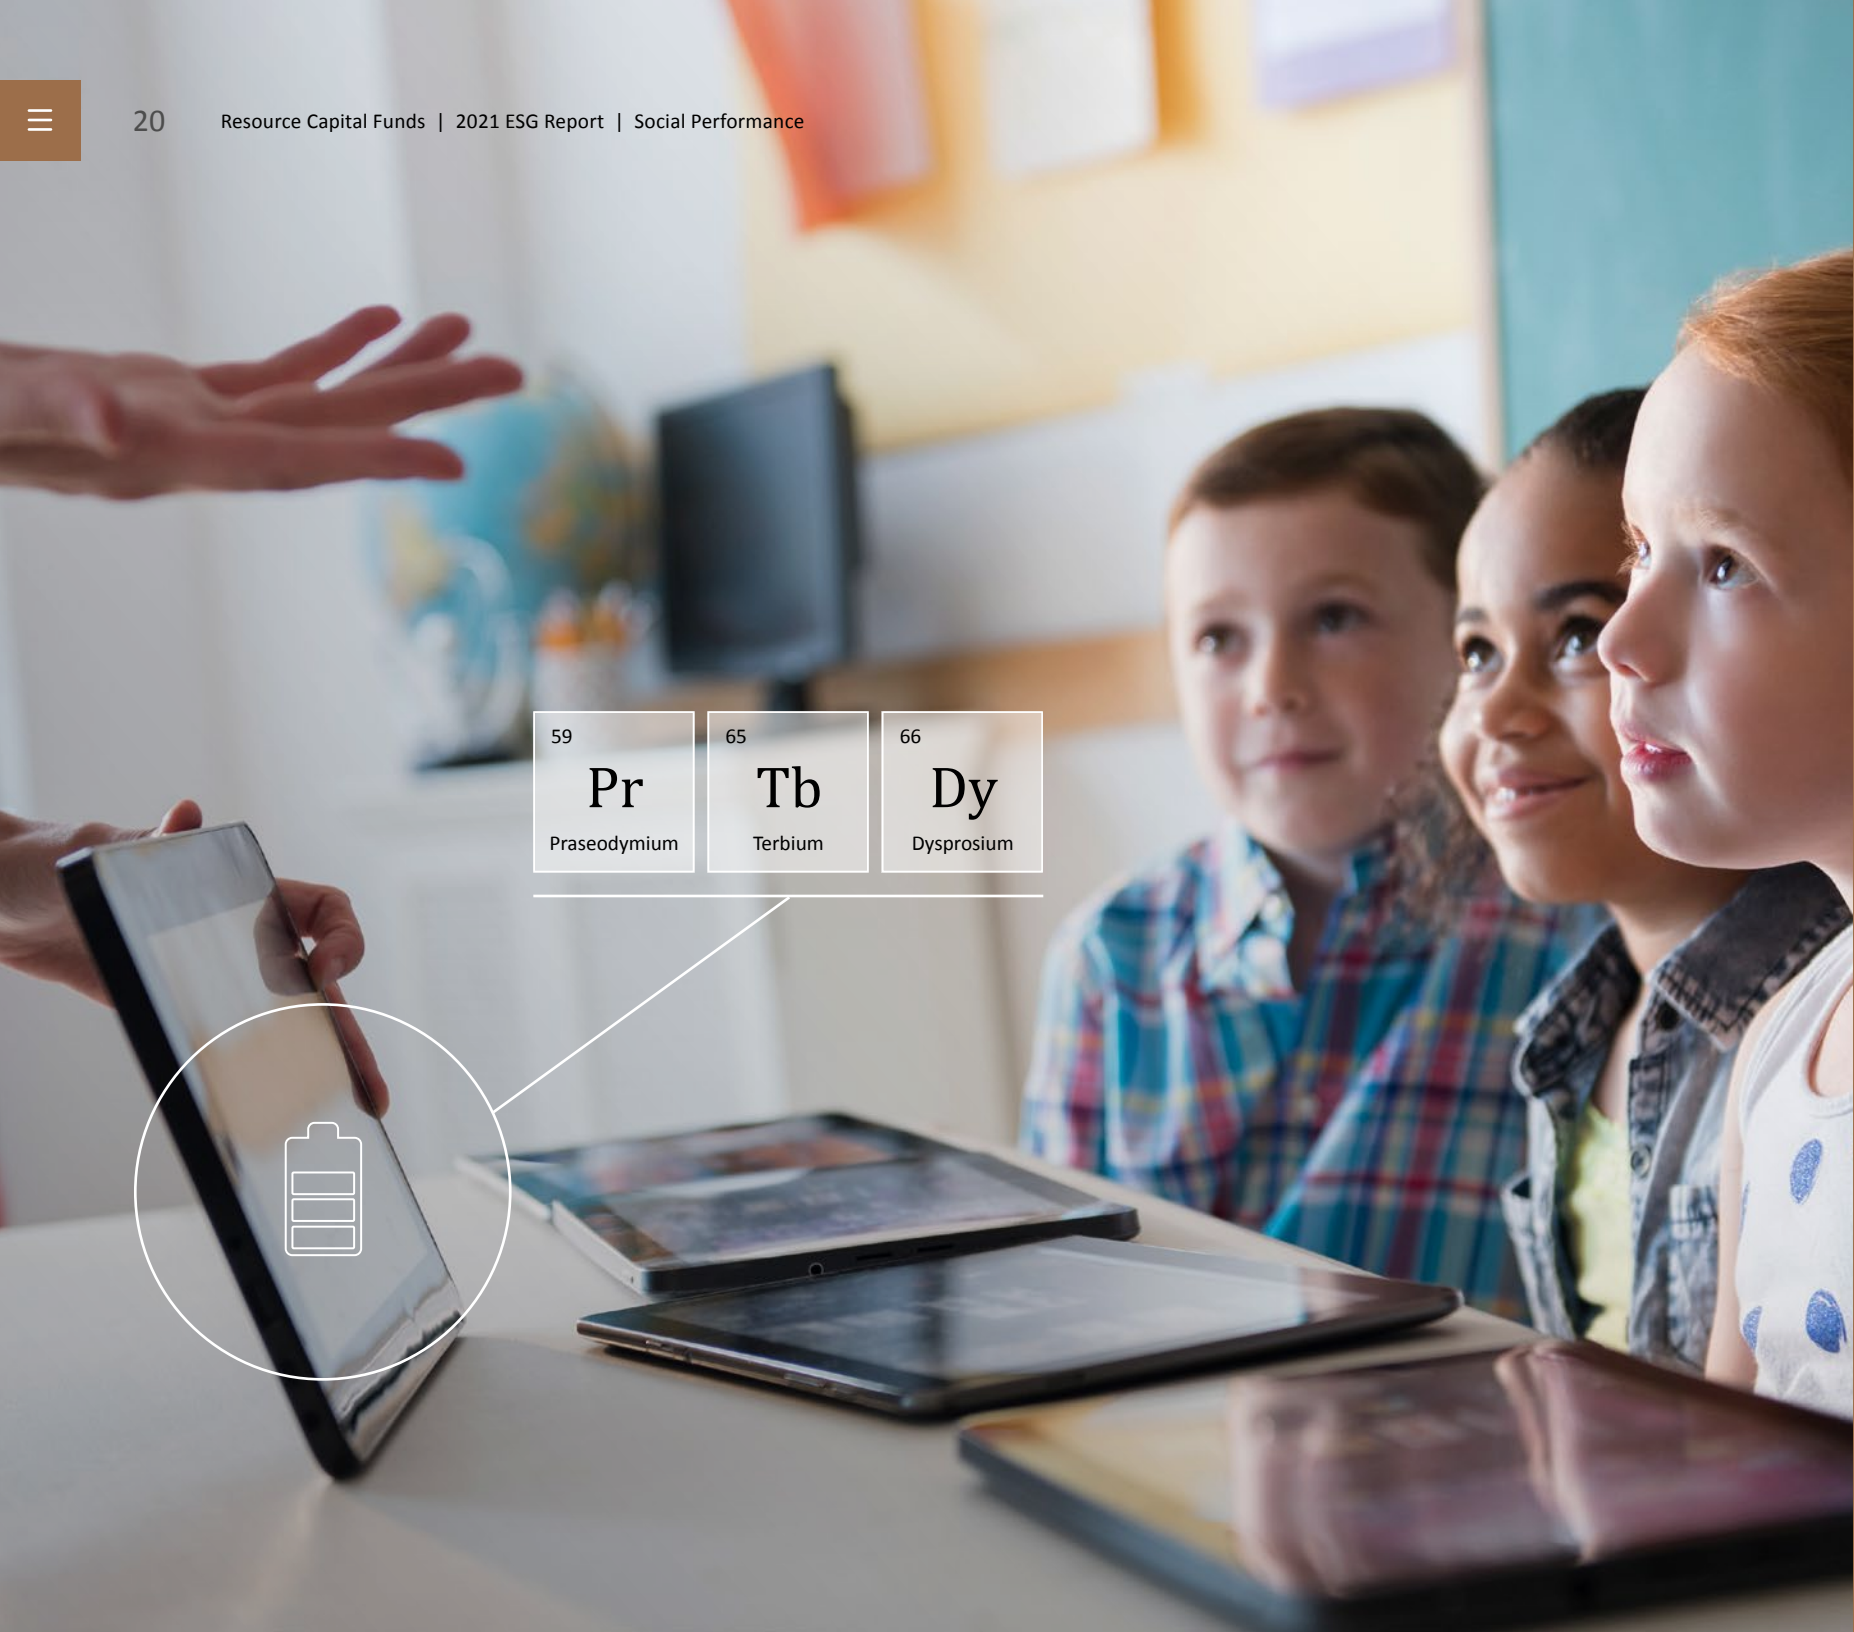 20 Resource Capital Funds | 2021 ESG Report | Social Performance
59 65 66
Pr Tb Dy
Praseodymium Terbium Dysprosium